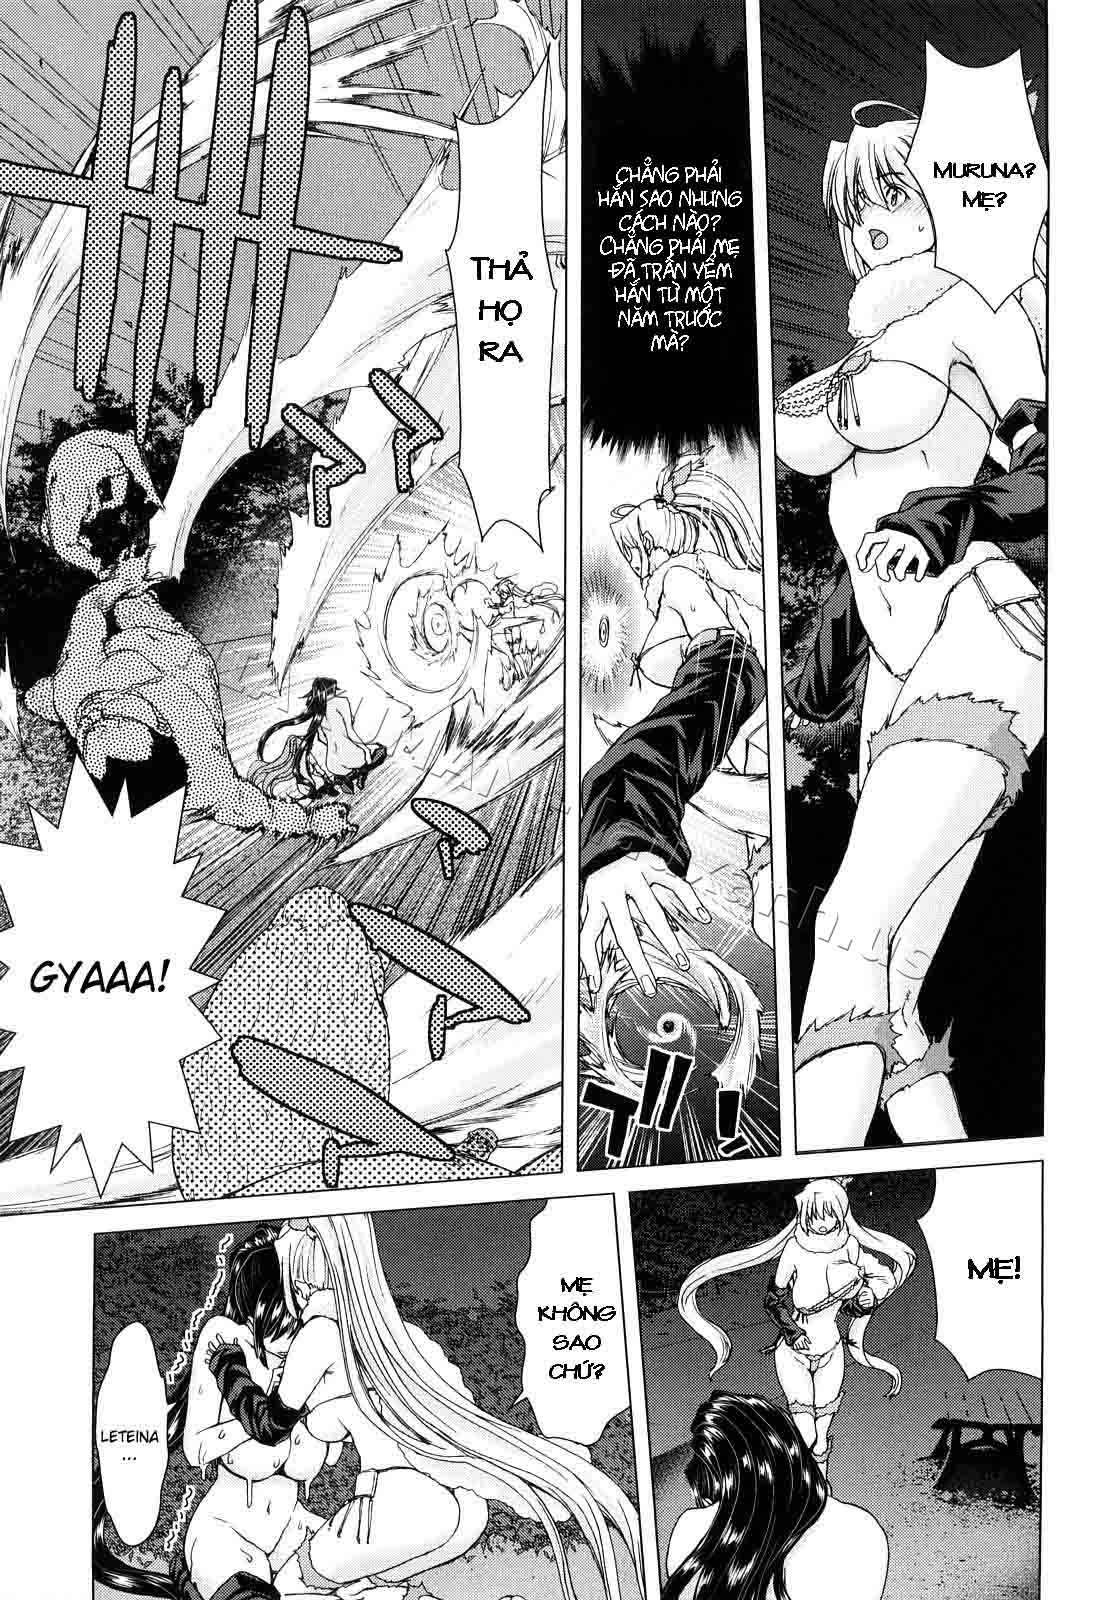 MURUNA?
MẸ?
CHẲNG PHẢI
HẮN SAO NHƯNG
CÁCH NÀO?
CHẲNG PHẢI MẸ
ĐÃ TRẤN YỂM
HẮN TỪ MỘT
NĂM TRƯỚC
MÀ?
THẢ
HỌ
RA
GYAAA!
MẸ!
MẸ
KHÔNG
SAO
CHỨ?
LETEINA
...